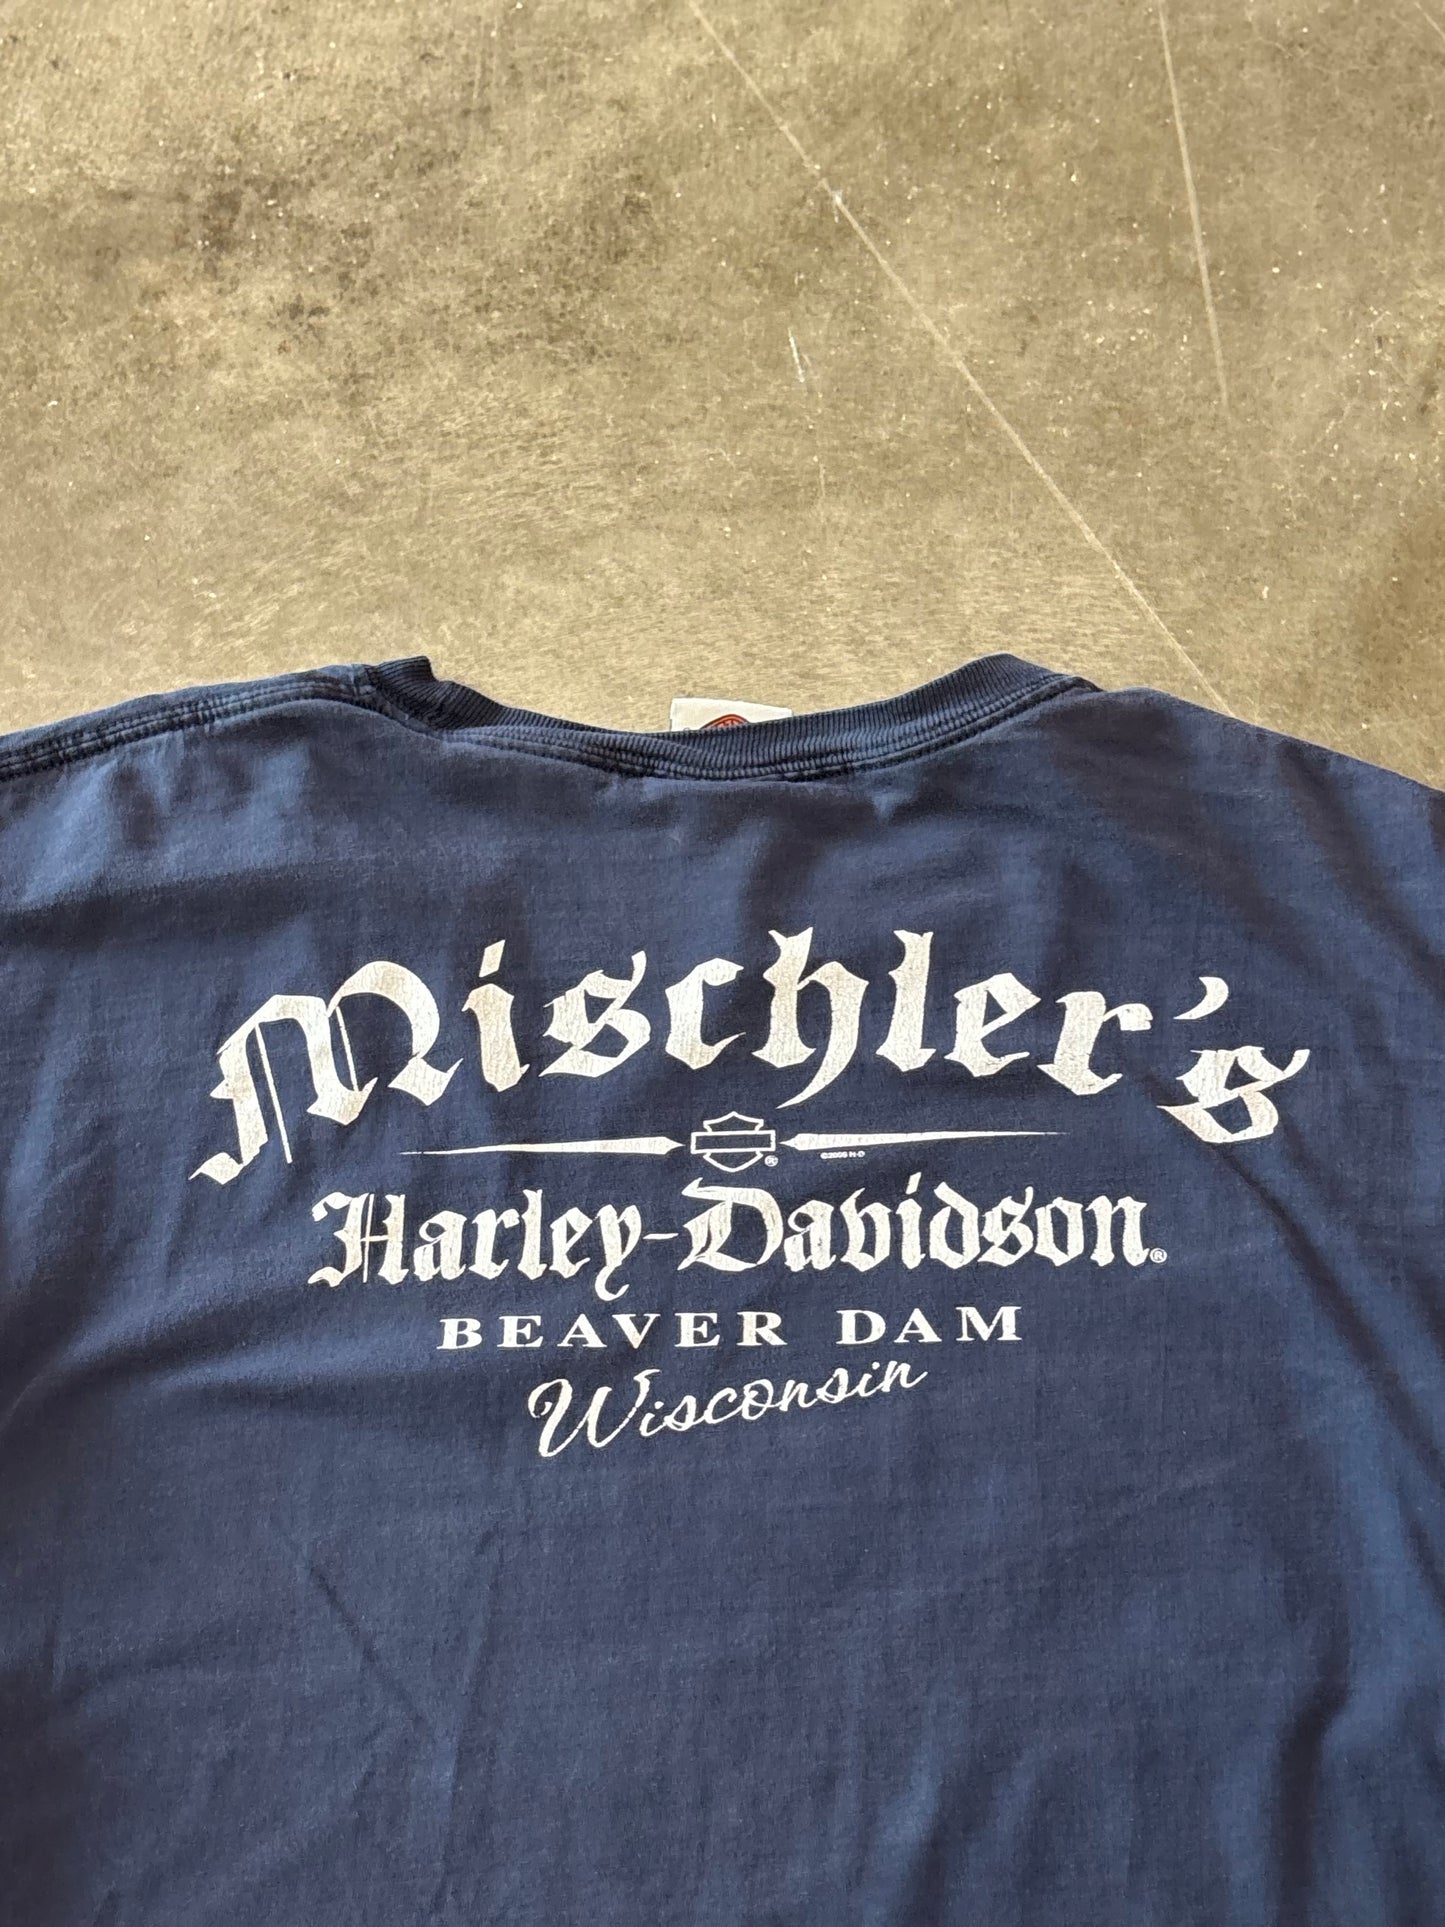 Mischler's
Harley-Davidson®
BEAVER DAM
Wisconsin